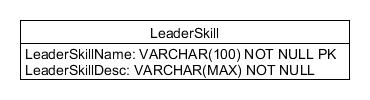 LeaderSkill
LeaderSkillName: VARCHAR(100) NOT NULL PK
LeaderSkillDesc: VARCHAR(MAX) NOT NULL